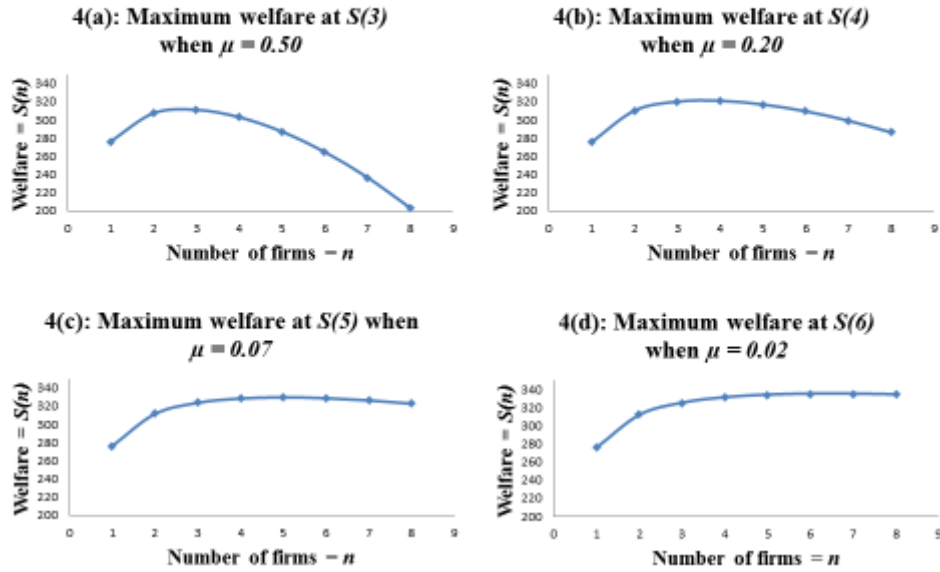 4(a): Maximum welfare at S(3)
when μ = 0.50
Welfare = S(n)
340
320
300
280
260
240
220
200
0 1 2 3 4 5 6 7 8 9
Number of firms – n
4(b): Maximum welfare at S(4)
when μ = 0.20
Welfare = S(n)
340
320
300
280
260
240
220
200
0 1 2 3 4 5 6 7 8 9
Number of firms – n
4(c): Maximum welfare at S(5) when
μ = 0.07
Welfare = S(n)
340
320
300
280
260
240
220
200
0 1 2 3 4 5 6 7 8 9
Number of firms – n
4(d): Maximum welfare at S(6)
when μ = 0.02
Welfare = S(n)
340
320
300
280
260
240
220
200
0 1 2 3 4 5 6 7 8 9
Number of firms = n